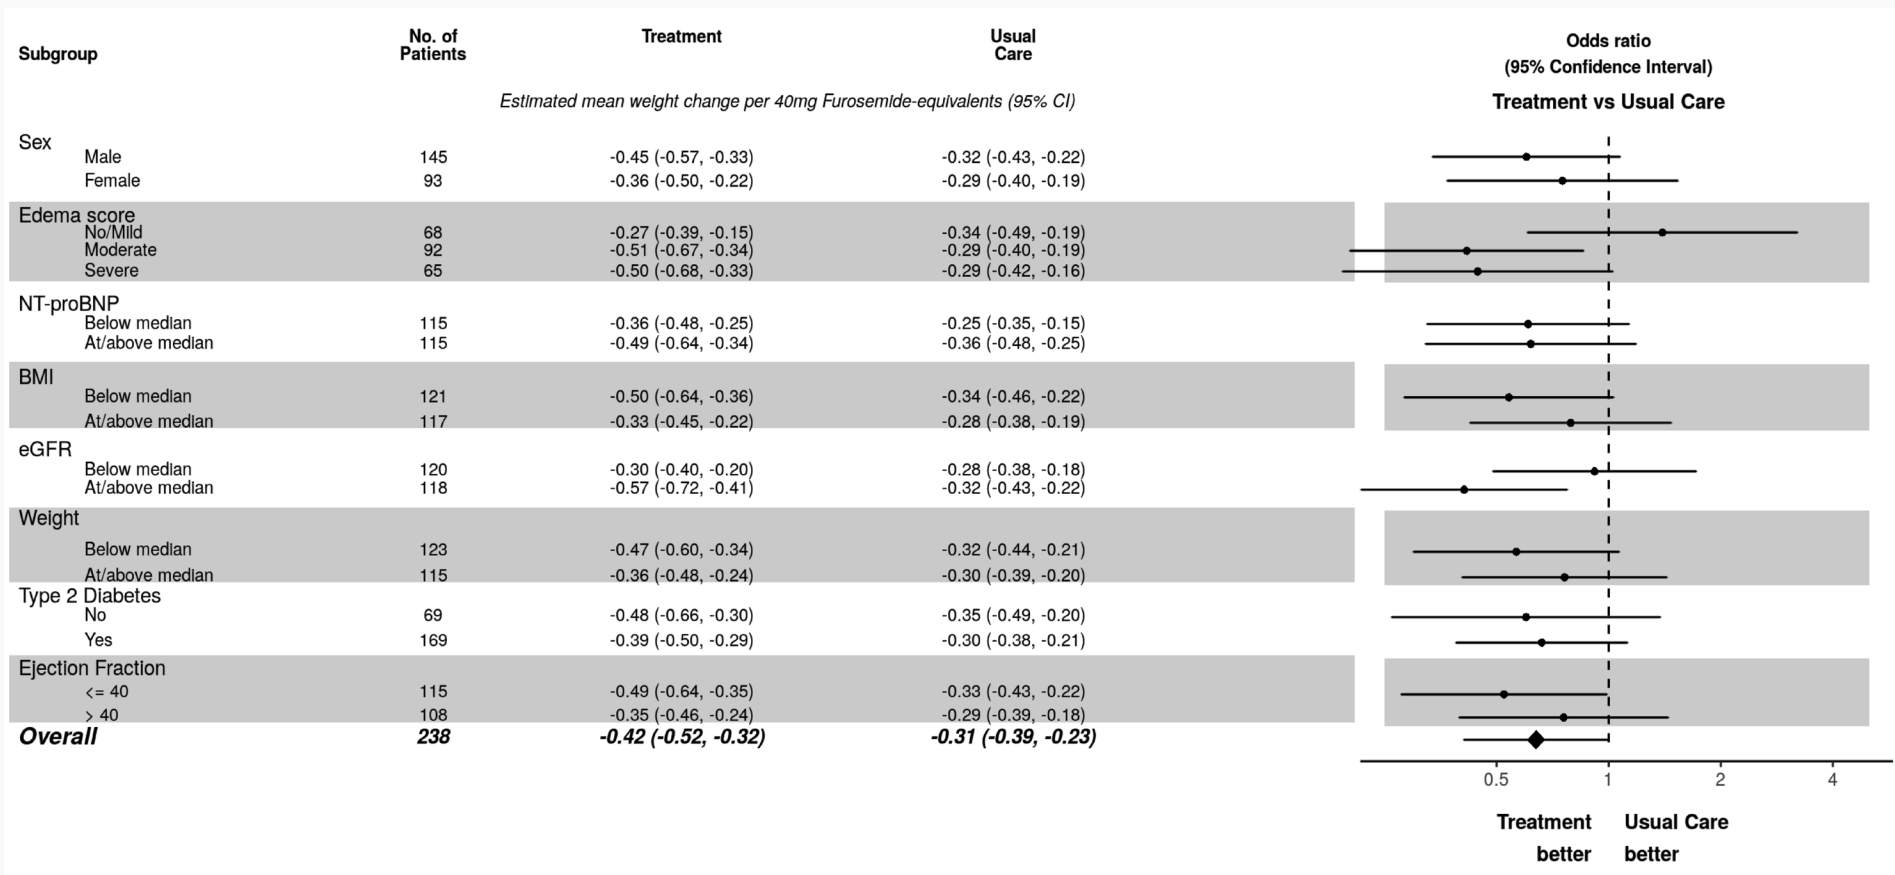 No. of Treatment Usual Odds ratio
Subgroup Patients Care (95% Confidence Interval)
Estimated mean weight change per 40mg Furosemide-equivalents (95% CI) Treatment vs Usual Care
Sex
Male 145 -0.45 (-0.57, -0.33) -0.32 (-0.43, -0.22)
Female 93 -0.36 (-0.50, -0.22) -0.29 (-0.40, -0.19)
Edema score
No/Mild 68 -0.27 (-0.39, -0.15) -0.34 (-0.49, -0.19)
Moderate 92 -0.51 (-0.67, -0.34) -0.29 (-0.40, -0.19)
Severe 65 -0.50 (-0.68, -0.33) -0.29 (-0.42, -0.16)
NT-proBNP
Below median 115 -0.36 (-0.48, -0.25) -0.25 (-0.35, -0.15)
At/above median 115 -0.49 (-0.64, -0.34) -0.36 (-0.48, -0.25)
BMI
Below median 121 -0.50 (-0.64, -0.36) -0.34 (-0.46, -0.22)
At/above median 117 -0.33 (-0.45, -0.22) -0.28 (-0.38, -0.19)
eGFR
Below median 120 -0.30 (-0.40, -0.20) -0.28 (-0.38, -0.18)
At/above median 118 -0.57 (-0.72, -0.41) -0.32 (-0.43, -0.22)
Weight
Below median 123 -0.47 (-0.60, -0.34) -0.32 (-0.44, -0.21)
At/above median 115 -0.36 (-0.48, -0.24) -0.30 (-0.39, -0.20)
Type 2 Diabetes
No 69 -0.48 (-0.66, -0.30) -0.35 (-0.49, -0.20)
Yes 169 -0.39 (-0.50, -0.29) -0.30 (-0.38, -0.21)
Ejection Fraction
<= 40 115 -0.49 (-0.64, -0.35) -0.33 (-0.43, -0.22)
> 40 108 -0.35 (-0.46, -0.24) -0.29 (-0.39, -0.18)
Overall 238 -0.42 (-0.52, -0.32) -0.31 (-0.39, -0.23)
0.5 1 2 4
Treatment Usual Care
better better